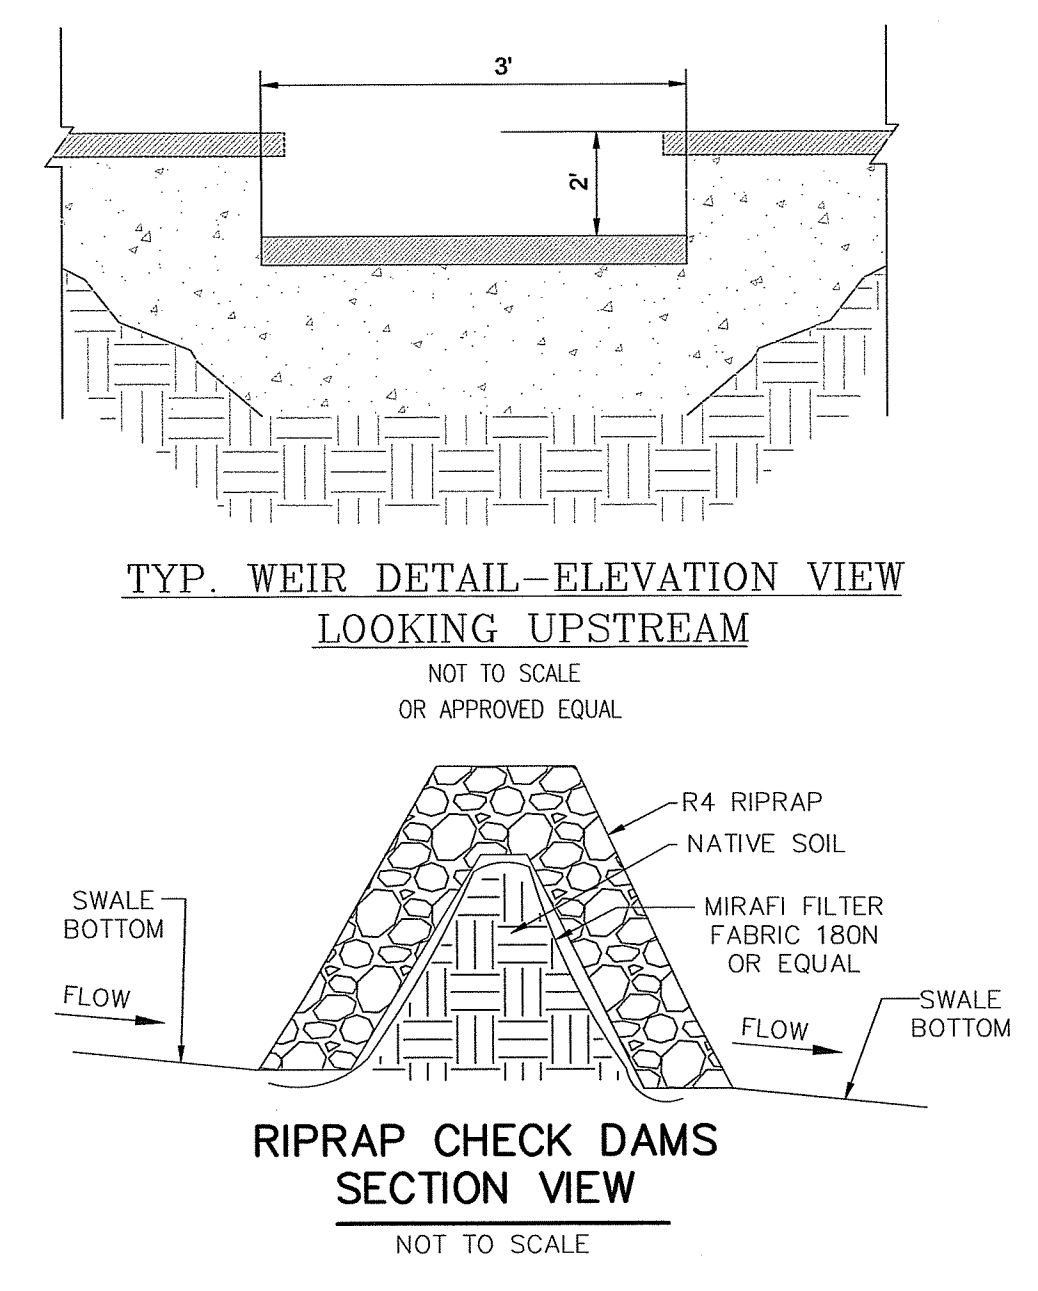 3'
2'
TYP. WEIR DETAIL-ELEVATION VIEW
LOOKING UPSTREAM
NOT TO SCALE
OR APPROVED EQUAL
R4 RIPRAP
NATIVE SOIL
SWALE
BOTTOM
MIRAFI FILTER
FABRIC 180N
OR EQUAL
FLOW
SWALE
BOTTOM
FLOW
RIPRAP CHECK DAMS
SECTION VIEW
NOT TO SCALE